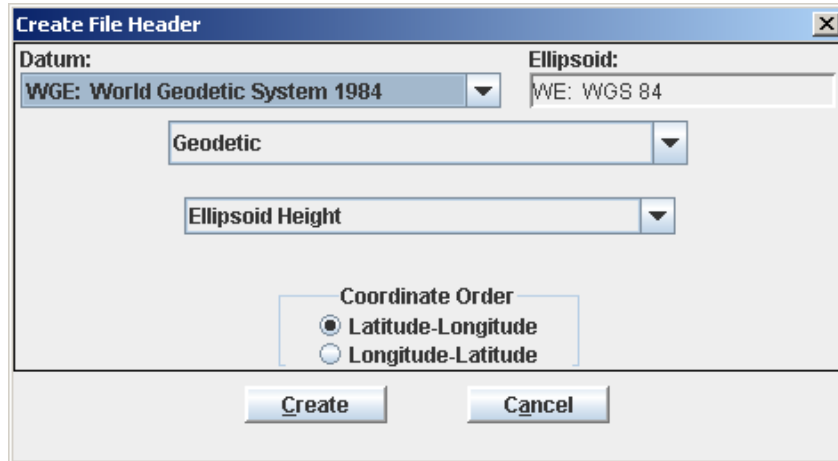 Create File Header
Datum: Ellipsoid:
WGE: World Geodetic System 1984 WE: WGS 84
Geodetic
Ellipsoid Height
Coordinate Order
Latitude-Longitude
Longitude-Latitude
Create Cancel